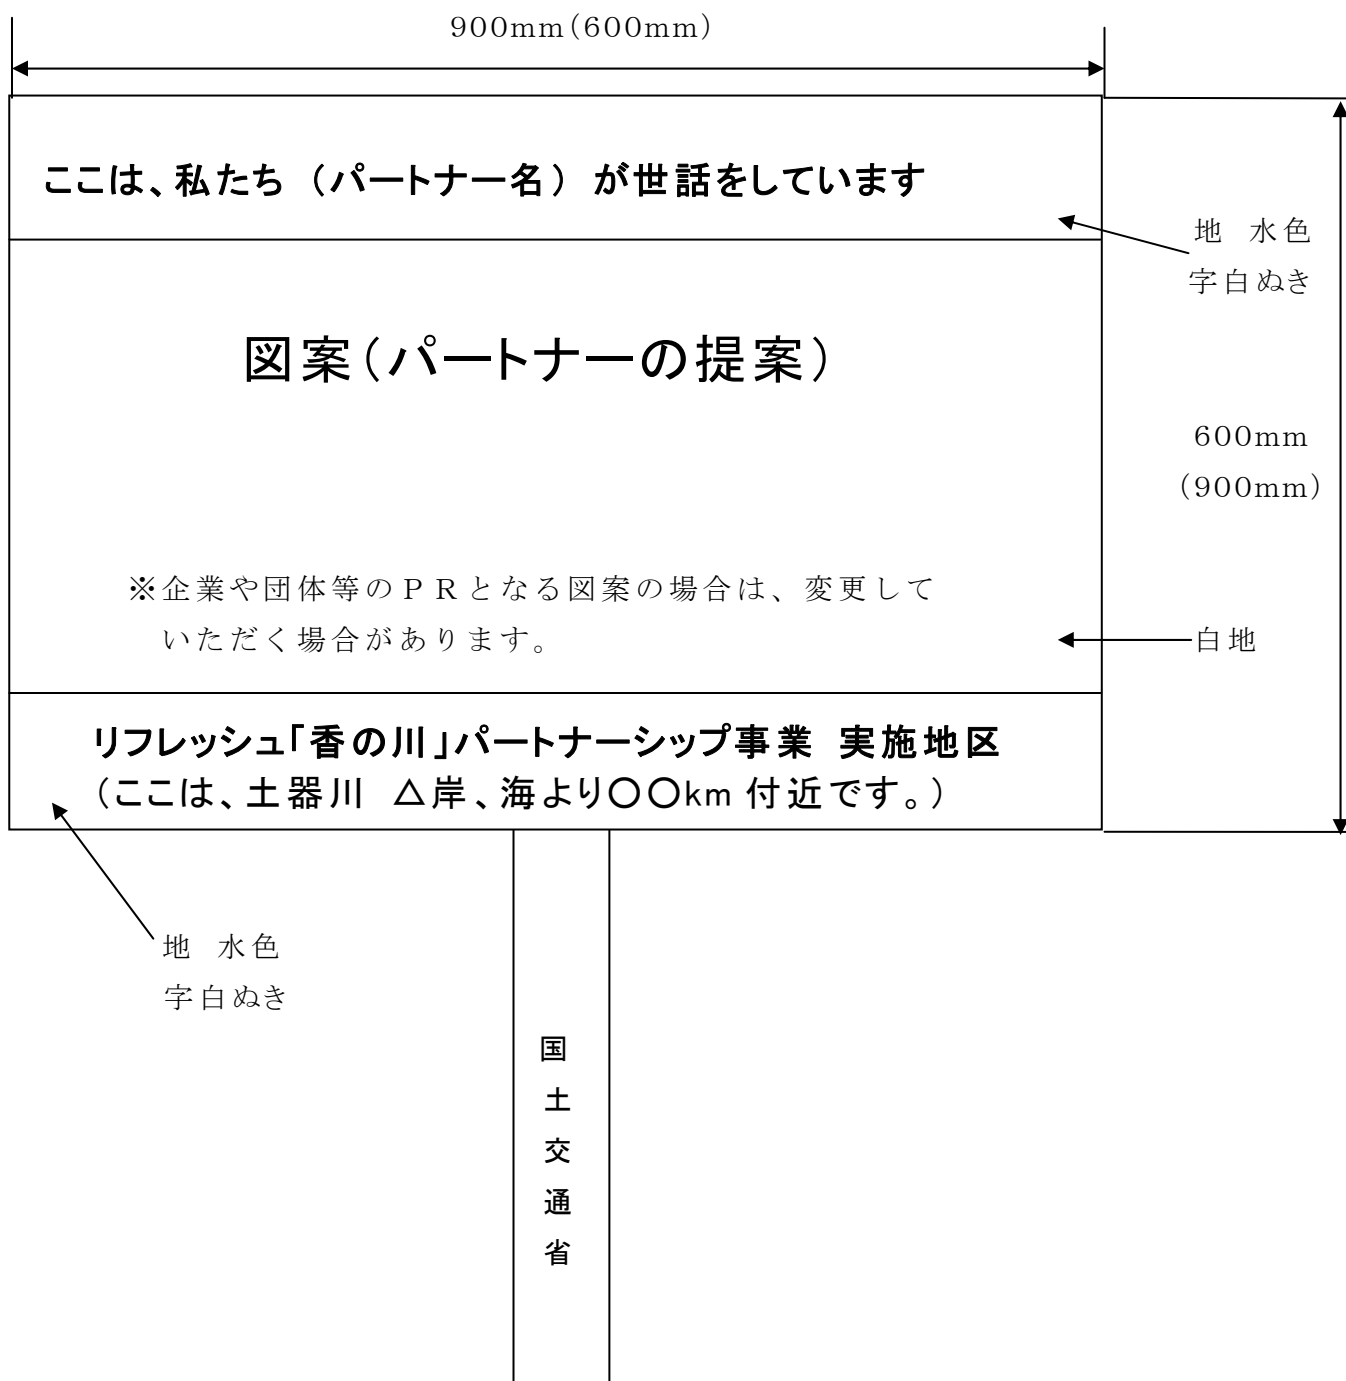 900mm(600mm)
ここは、私たち （パートナー名） が世話をしています
地 水色
字白ぬき
図案(パートナーの提案)
600mm
(900mm)
※企業や団体等のＰＲとなる図案の場合は、変更して
いただく場合があります。
白地
リフレッシュ「香の川」パートナーシップ事業 実施地区
(ここは、土器川 △岸、海より〇〇km 付近です。)
地 水色
字白ぬき
国土交通省